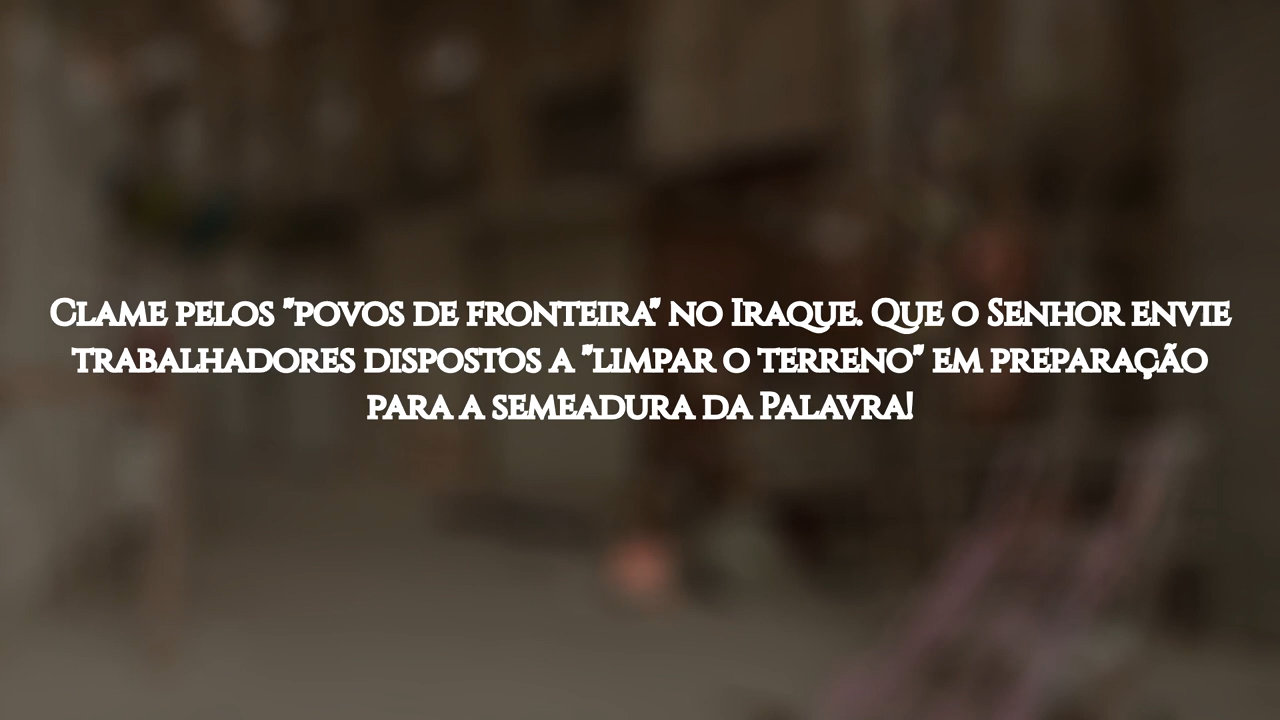 Clame pelos "povos de fronteira" no Iraque. Que o Senhor envie
trabalhadores dispostos a "limpar o terreno" em preparação
para a semeadura da Palavra!